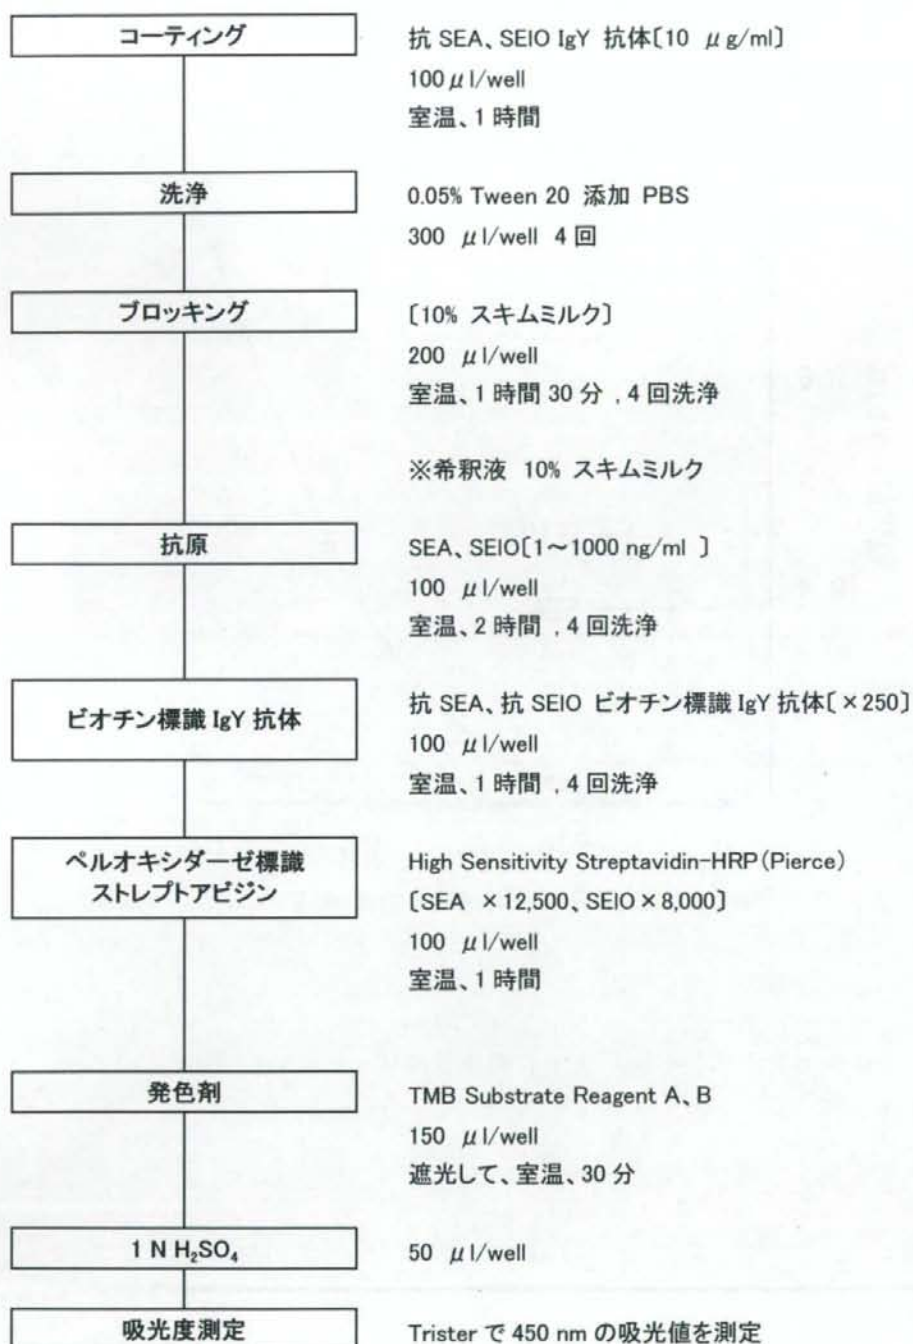 コーティング
抗 SEA、SEIO IgY 抗体〔10 μg/ml〕
100μl/well
室温、1 時間
洗浄
0.05% Tween 20 添加 PBS
300 μl/well 4 回
ブロッキング
〔10% スキムミルク〕
200 μl/well
室温、1 時間 30 分 , 4 回洗浄
※希釈液 10% スキムミルク
抗原
SEA、SEIO〔1～1000 ng/ml 〕
100 μl/well
室温、2 時間 , 4 回洗浄
ビオチン標識 IgY 抗体
抗 SEA、抗 SEIO ビオチン標識 IgY 抗体〔×250〕
100 μl/well
室温、1 時間 , 4 回洗浄
ペルオキシダーゼ標識
ストレプトアビジン
High Sensitivity Streptavidin-HRP(Pierce)
〔SEA ×12,500、SEIO×8,000〕
100 μl/well
室温、1 時間
発色剤
TMB Substrate Reagent A、B
150 μl/well
遮光して、室温、30 分
1 N H₂SO₄
50 μl/well
吸光度測定
Trister で 450 nm の吸光値を測定